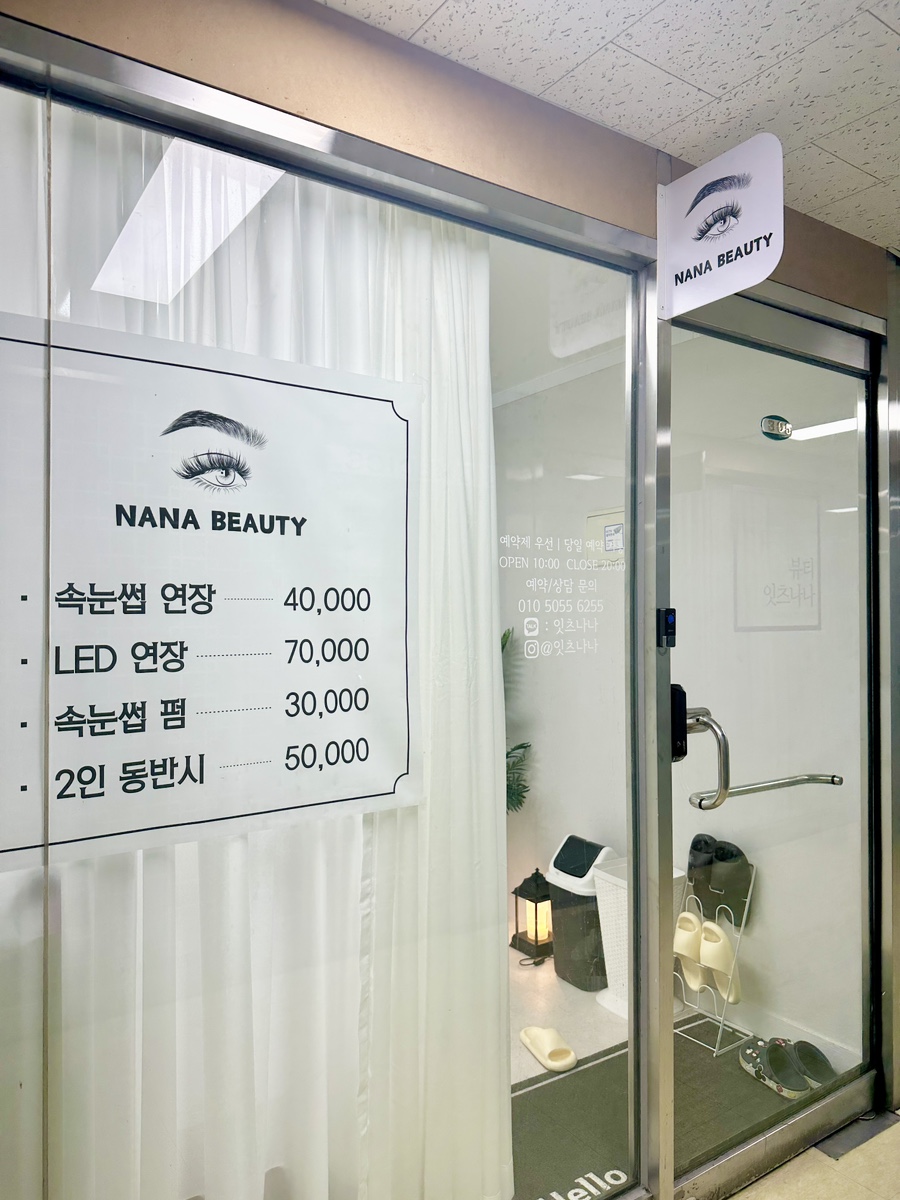 NANA BEAUTY
NANA BEAUTY
· 속눈썹 연장 40,000
· LED 연장 70,000
· 속눈썹 펌 30,000
· 2인 동반시 50,000
예약제 우선 | 당일 예약
OPEN 10:00 CLOSE 20:00
예약/상담 문의
010 5055 6255
: 잇츠나나
@잇츠나나
305
뷰티
잇츠나나
Hello